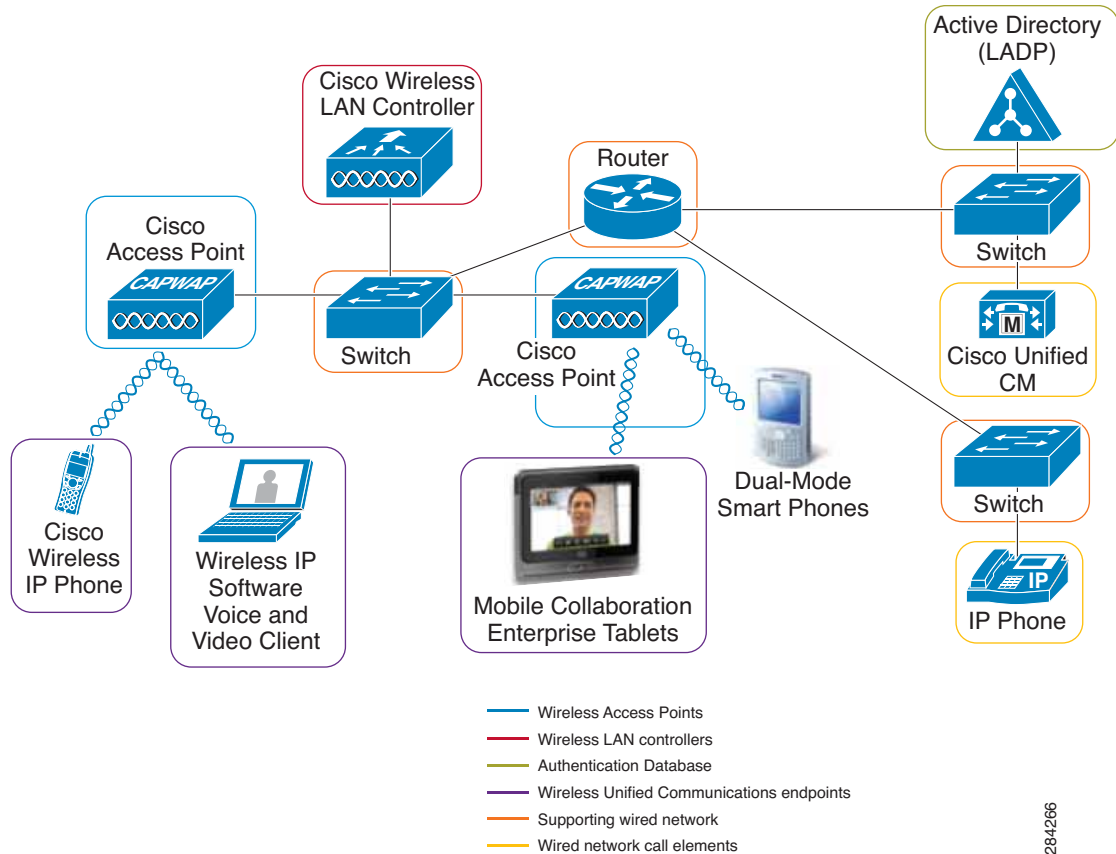 Active Directory
(LADP)
Cisco Wireless
LAN Controller
Router
Cisco
Access Point
CAPWAP
Switch
CAPWAP
Cisco
Access Point
Switch
M
Cisco Unified
CM
Dual-Mode
Smart Phones
Switch
Cisco
Wireless
IP Phone
Wireless IP
Software
Voice and
Video Client
Mobile Collaboration
Enterprise Tablets
IP
IP Phone
Wireless Access Points
Wireless LAN controllers
Authentication Database
Wireless Unified Communications endpoints
Supporting wired network
Wired network call elements
284266